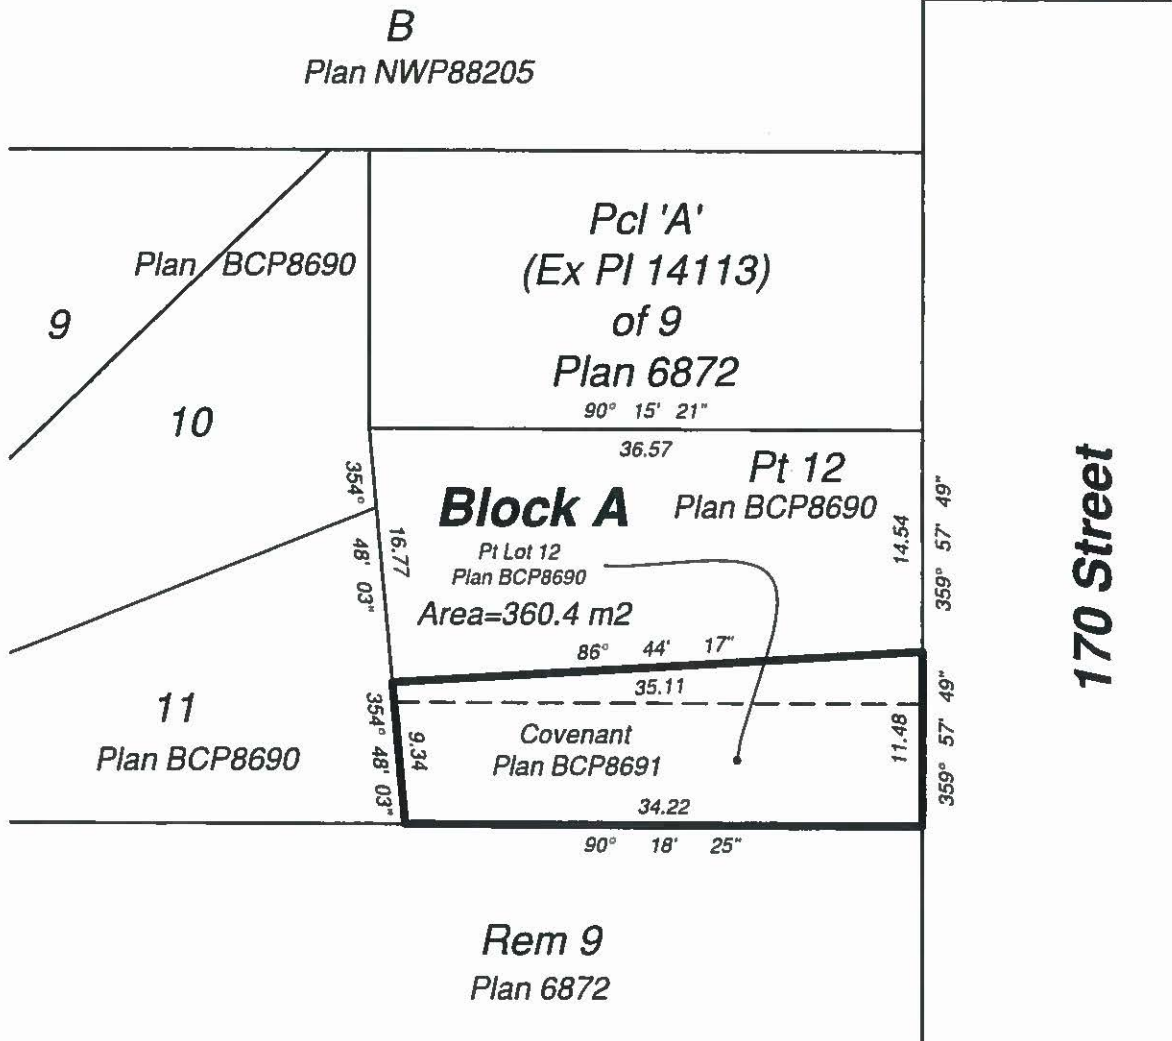 B
Plan NWP88205
Pcl 'A'
(Ex Pl 14113)
of 9
Plan 6872
90° 15' 21"
36.57
Plan BCP8690
9
10
354° 48' 03"
16.77
Block A
Pt Lot 12
Plan BCP8690
Area=360.4 m2
Pt 12
Plan BCP8690
14.54
359° 57' 49"
170 Street
86° 44' 17"
35.11
11
Plan BCP8690
354° 48' 03"
9.34
Covenant
Plan BCP8691
11.48
359° 57' 49"
34.22
90° 18' 25"
Rem 9
Plan 6872